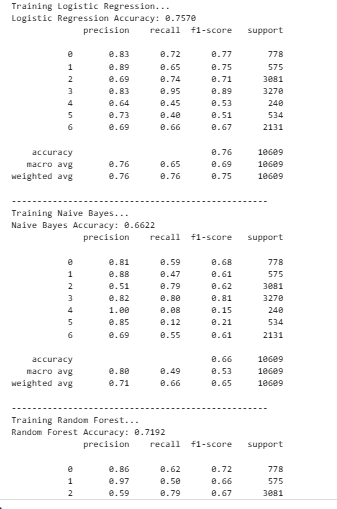 Training Logistic Regression...
Logistic Regression Accuracy: 0.7570
precision recall f1-score support
0 0.83 0.72 0.77 778
1 0.89 0.65 0.75 575
2 0.69 0.74 0.71 3081
3 0.83 0.95 0.89 3270
4 0.64 0.45 0.53 240
5 0.73 0.40 0.51 534
6 0.69 0.66 0.67 2131
accuracy 0.76 10609
macro avg 0.76 0.65 0.69 10609
weighted avg 0.76 0.76 0.75 10609
--------------------------------------------------
Training Naive Bayes...
Naive Bayes Accuracy: 0.6622
precision recall f1-score support
0 0.81 0.59 0.68 778
1 0.88 0.47 0.61 575
2 0.51 0.79 0.62 3081
3 0.82 0.80 0.81 3270
4 1.00 0.08 0.15 240
5 0.85 0.12 0.21 534
6 0.69 0.55 0.61 2131
accuracy 0.66 10609
macro avg 0.80 0.49 0.53 10609
weighted avg 0.71 0.66 0.65 10609
--------------------------------------------------
Training Random Forest...
Random Forest Accuracy: 0.7192
precision recall f1-score support
0 0.86 0.62 0.72 778
1 0.97 0.50 0.66 575
2 0.59 0.79 0.67 3081